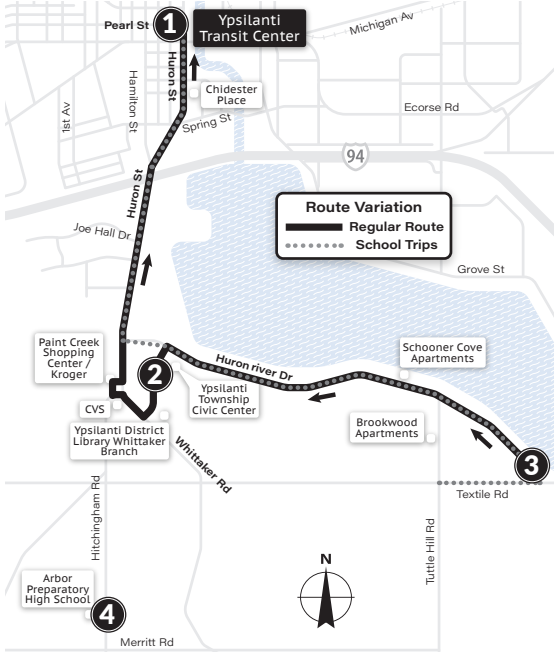 Pearl St
1
Ypsilanti
Transit Center
Michigan Av
Huron St
Hamilton St
1st Av
Chidester
Place
Spring St
Ecorse Rd
94
Huron St
Joe Hall Dr
Route Variation
Regular Route
School Trips
Grove St
Paint Creek
Shopping
Center /
Kroger
2
Huron river Dr
Schooner Cove
Apartments
CVS
Ypsilanti
Township
Civic Center
Ypsilanti District
Library Whittaker
Branch
Whittaker Rd
Brookwood
Apartments
3
Textile Rd
Hitchingham Rd
Tuttle Hill Rd
N
Arbor
Preparatory
High School
4
Merritt Rd